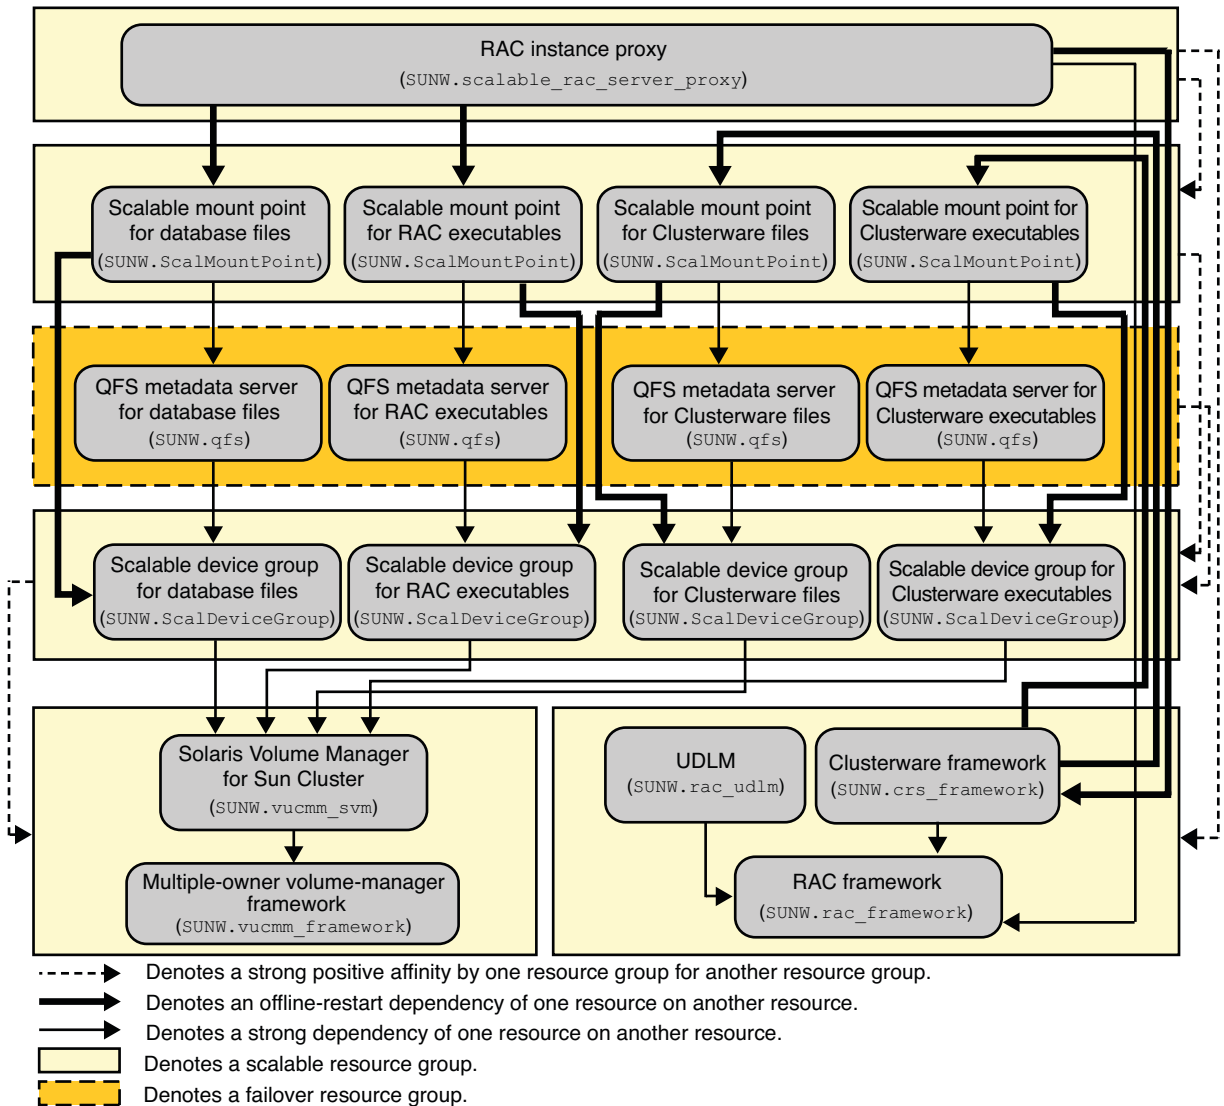 RAC instance proxy
(SUNW.scalable_rac_server_proxy)
Scalable mount point
for database files
(SUNW.ScalMountPoint)
Scalable mount point
for RAC executables
(SUNW.ScalMountPoint)
Scalable mount point
for Clusterware files
(SUNW.ScalMountPoint)
Scalable mount point for
Clusterware executables
(SUNW.ScalMountPoint)
QFS metadata server
for database files
(SUNW.qfs)
QFS metadata server
for RAC executables
(SUNW.qfs)
QFS metadata server
for Clusterware files
(SUNW.qfs)
QFS metadata server for
Clusterware executables
(SUNW.qfs)
Scalable device group
for database files
(SUNW.ScalDeviceGroup)
Scalable device group
for RAC executables
(SUNW.ScalDeviceGroup)
Scalable device group
for Clusterware files
(SUNW.ScalDeviceGroup)
Scalable device group for
Clusterware executables
(SUNW.ScalDeviceGroup)
Solaris Volume Manager
for Sun Cluster
(SUNW.vucmm_svm)
Multiple-owner volume-manager
framework
(SUNW.vucmm_framework)
UDLM
(SUNW.rac_udlm)
Clusterware framework
(SUNW.crs_framework)
RAC framework
(SUNW.rac_framework)
Denotes a strong positive affinity by one resource group for another resource group.
Denotes an offline-restart dependency of one resource on another resource.
Denotes a strong dependency of one resource on another resource.
Denotes a scalable resource group.
Denotes a failover resource group.